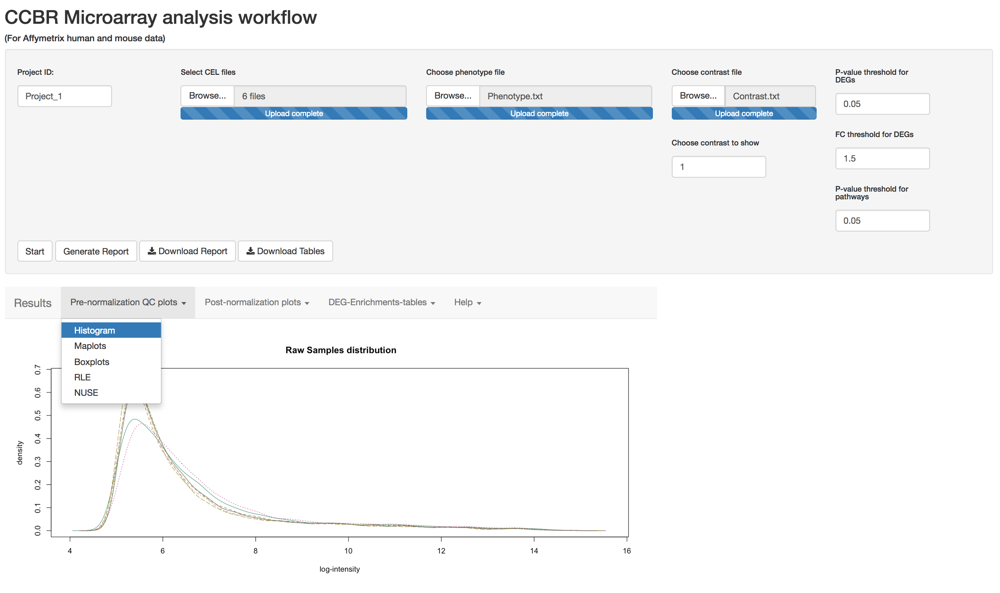 CCBR Microarray analysis workflow
(For Affymetrix human and mouse data)
Project ID:
Project_1
Select CEL files
Browse...
6 files
Upload complete
Choose phenotype file
Browse...
Phenotype.txt
Upload complete
Choose contrast file
Browse...
Contrast.txt
Upload complete
Choose contrast to show
1
P-value threshold for
DEGs
0.05
FC threshold for DEGs
1.5
P-value threshold for
pathways
0.05
Start
Generate Report
Download Report
Download Tables
Results
Pre-normalization QC plots
Post-normalization plots
DEG-Enrichments-tables
Help
Histogram
Maplots
Boxplots
RLE
NUSE
Raw Samples distribution
density
0.7
0.6
0.5
0.4
0.3
0.2
0.1
0.0
4 6 8 10 12 14 16
log-intensity